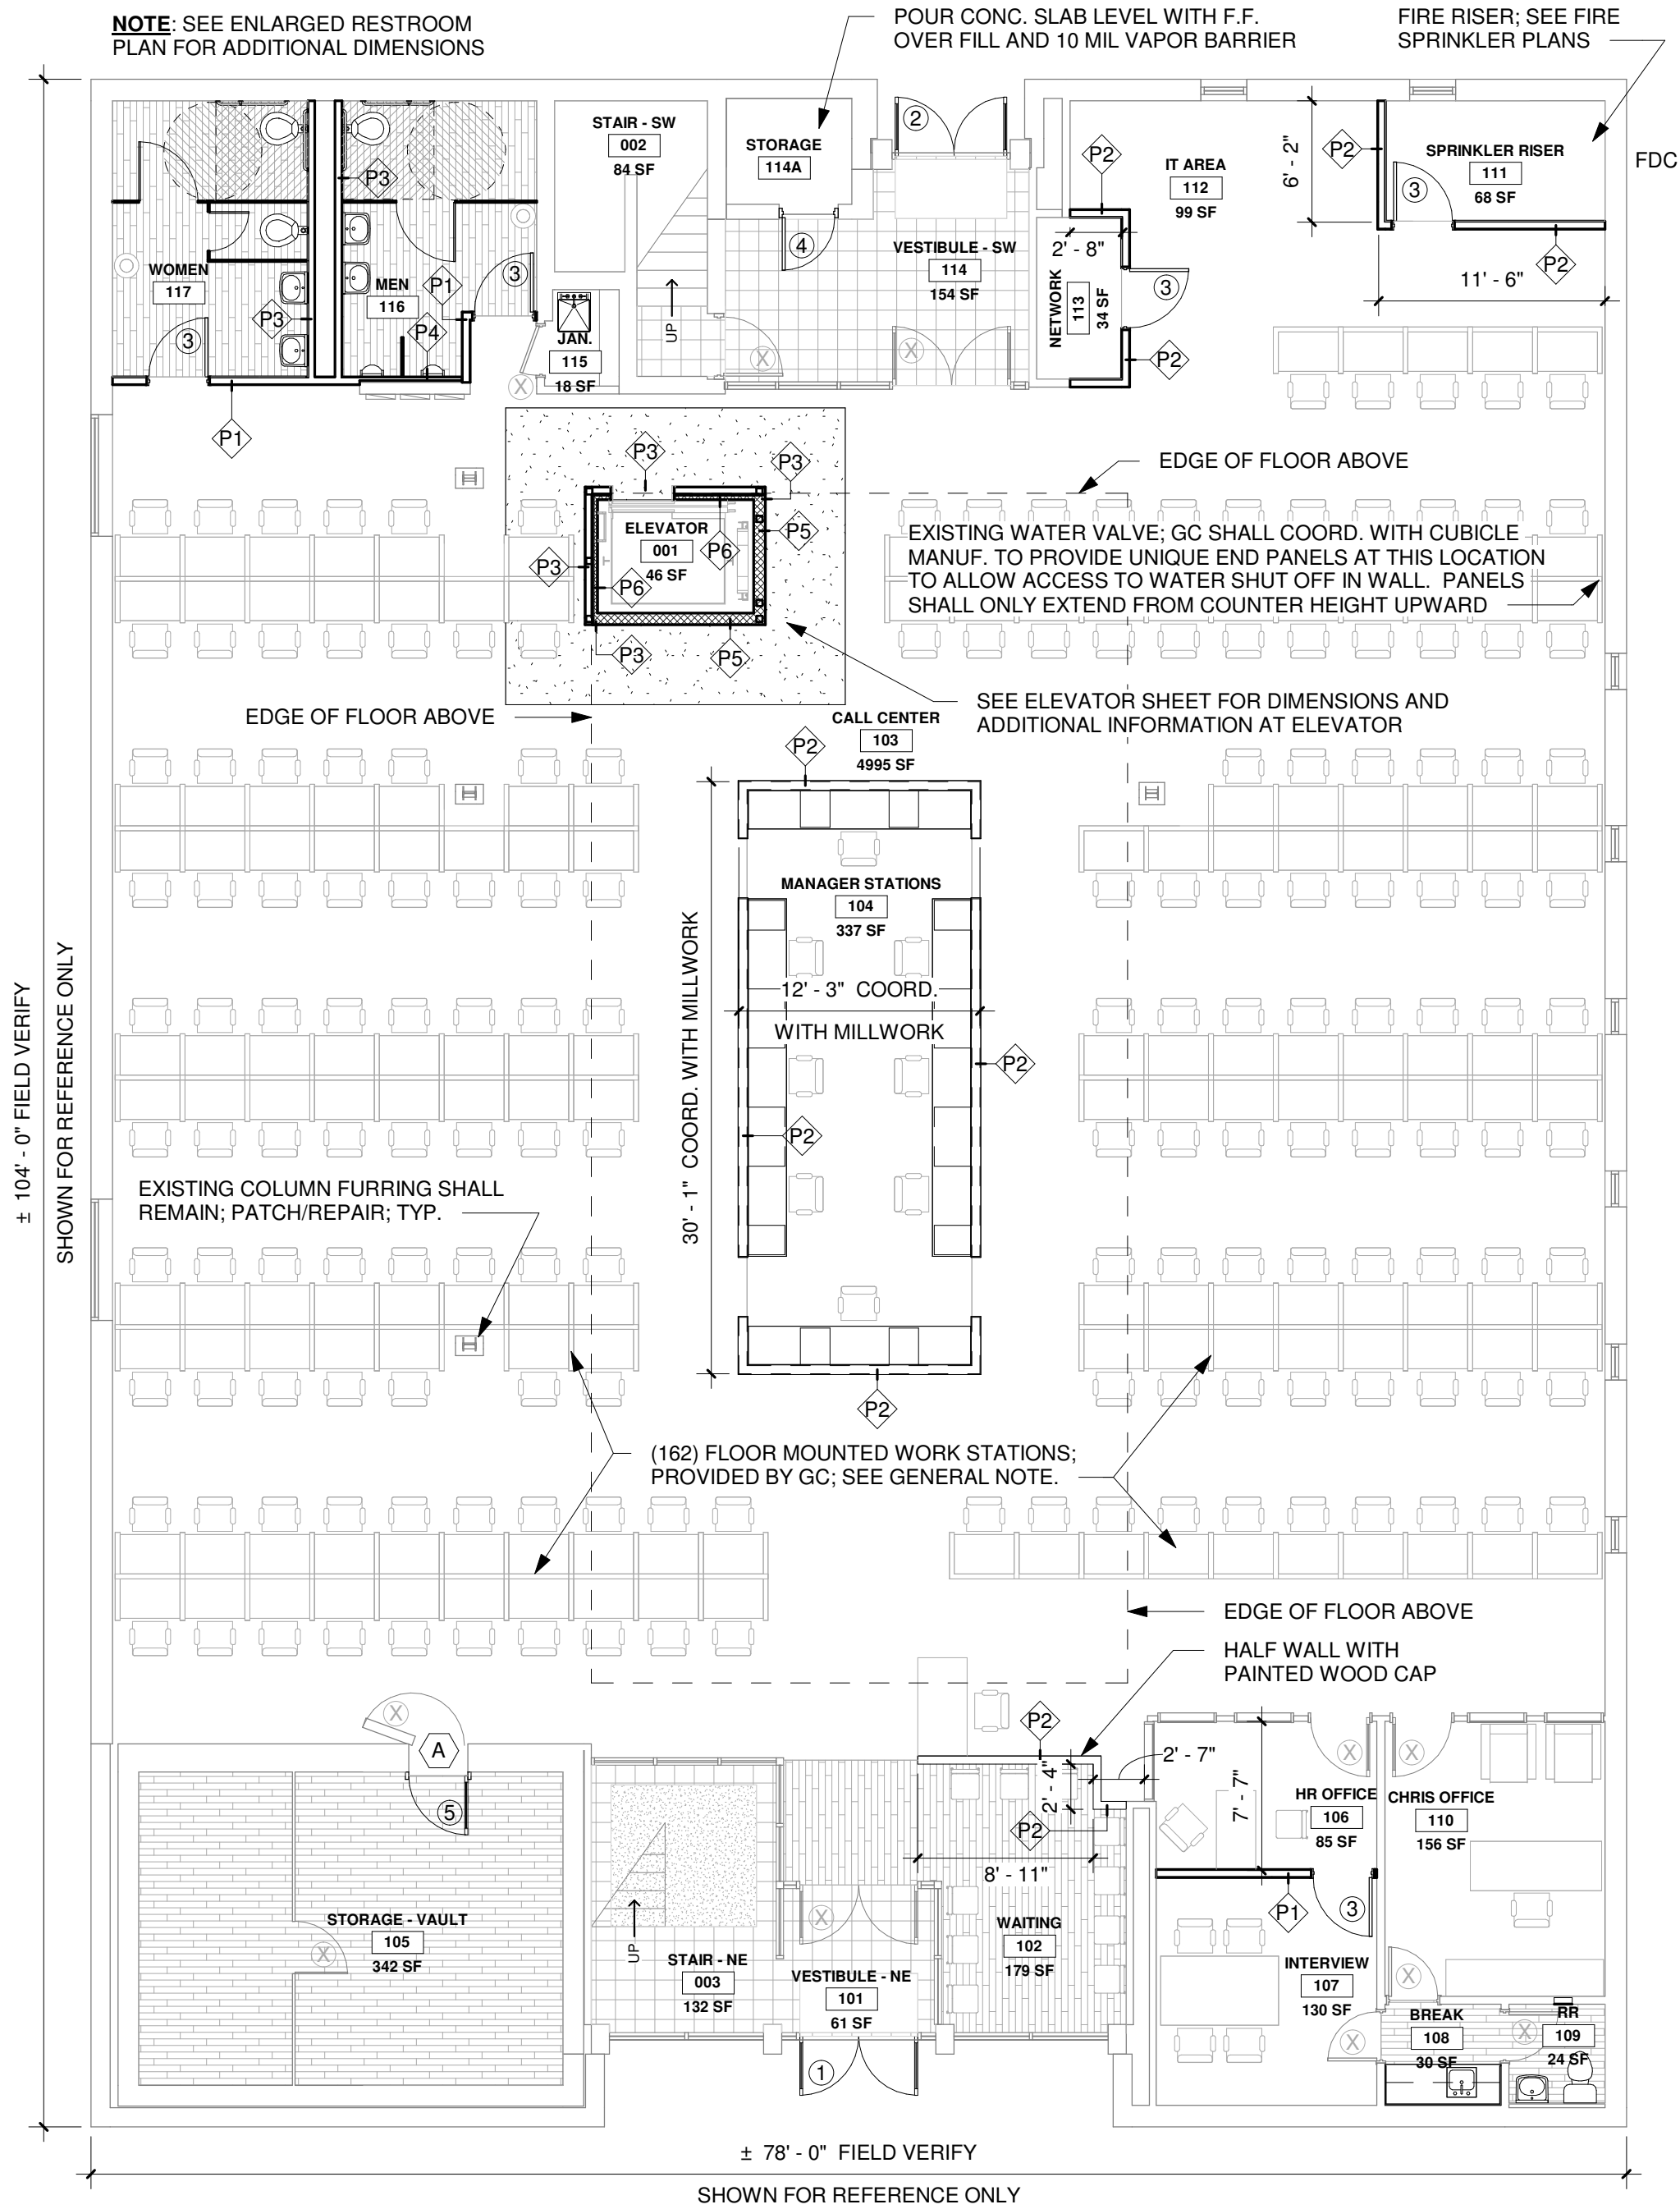 NOTE: SEE ENLARGED RESTROOM
PLAN FOR ADDITIONAL DIMENSIONS
POUR CONC. SLAB LEVEL WITH F.F.
OVER FILL AND 10 MIL VAPOR BARRIER
FIRE RISER; SEE FIRE
SPRINKLER PLANS
STAIR - SW
002
84 SF
STORAGE
114A
2
P2
IT AREA
112
99 SF
6' - 2"
P2
SPRINKLER RISER
111
68 SF
3
FDC
P3
WOMEN
117
MEN
116
P1
3
P3
P4
3
4
VESTIBULE - SW
114
154 SF
2' - 8"
NETWORK
113
34 SF
3
P2
11' - 6"
P2
UP
JAN.
115
18 SF
X
X
X
P1
P3
P3
EDGE OF FLOOR ABOVE
ELEVATOR
001
46 SF
P5
P6
P3
P6
P3
P5
EXISTING WATER VALVE; GC SHALL COORD. WITH CUBICLE
MANUF. TO PROVIDE UNIQUE END PANELS AT THIS LOCATION
TO ALLOW ACCESS TO WATER SHUT OFF IN WALL. PANELS
SHALL ONLY EXTEND FROM COUNTER HEIGHT UPWARD
SEE ELEVATOR SHEET FOR DIMENSIONS AND
ADDITIONAL INFORMATION AT ELEVATOR
EDGE OF FLOOR ABOVE
CALL CENTER
103
4995 SF
P2
MANAGER STATIONS
104
337 SF
12' - 3" COORD.
WITH MILLWORK
30' - 1" COORD. WITH MILLWORK
P2
P2
± 104' - 0" FIELD VERIFY
SHOWN FOR REFERENCE ONLY
EXISTING COLUMN FURRING SHALL
REMAIN; PATCH/REPAIR; TYP.
P2
(162) FLOOR MOUNTED WORK STATIONS;
PROVIDED BY GC; SEE GENERAL NOTE.
EDGE OF FLOOR ABOVE
HALF WALL WITH
PAINTED WOOD CAP
X
A
5
P2
2' - 7"
2' - 4"
P2
8' - 11"
7' - 7"
X
X
HR OFFICE
106
85 SF
CHRIS OFFICE
110
156 SF
P1
3
STORAGE - VAULT
105
342 SF
X
UP
STAIR - NE
003
132 SF
X
VESTIBULE - NE
101
61 SF
1
WAITING
102
179 SF
INTERVIEW
107
130 SF
X
X
BREAK
108
30 SF
X
RR
109
24 SF
± 78' - 0" FIELD VERIFY
SHOWN FOR REFERENCE ONLY